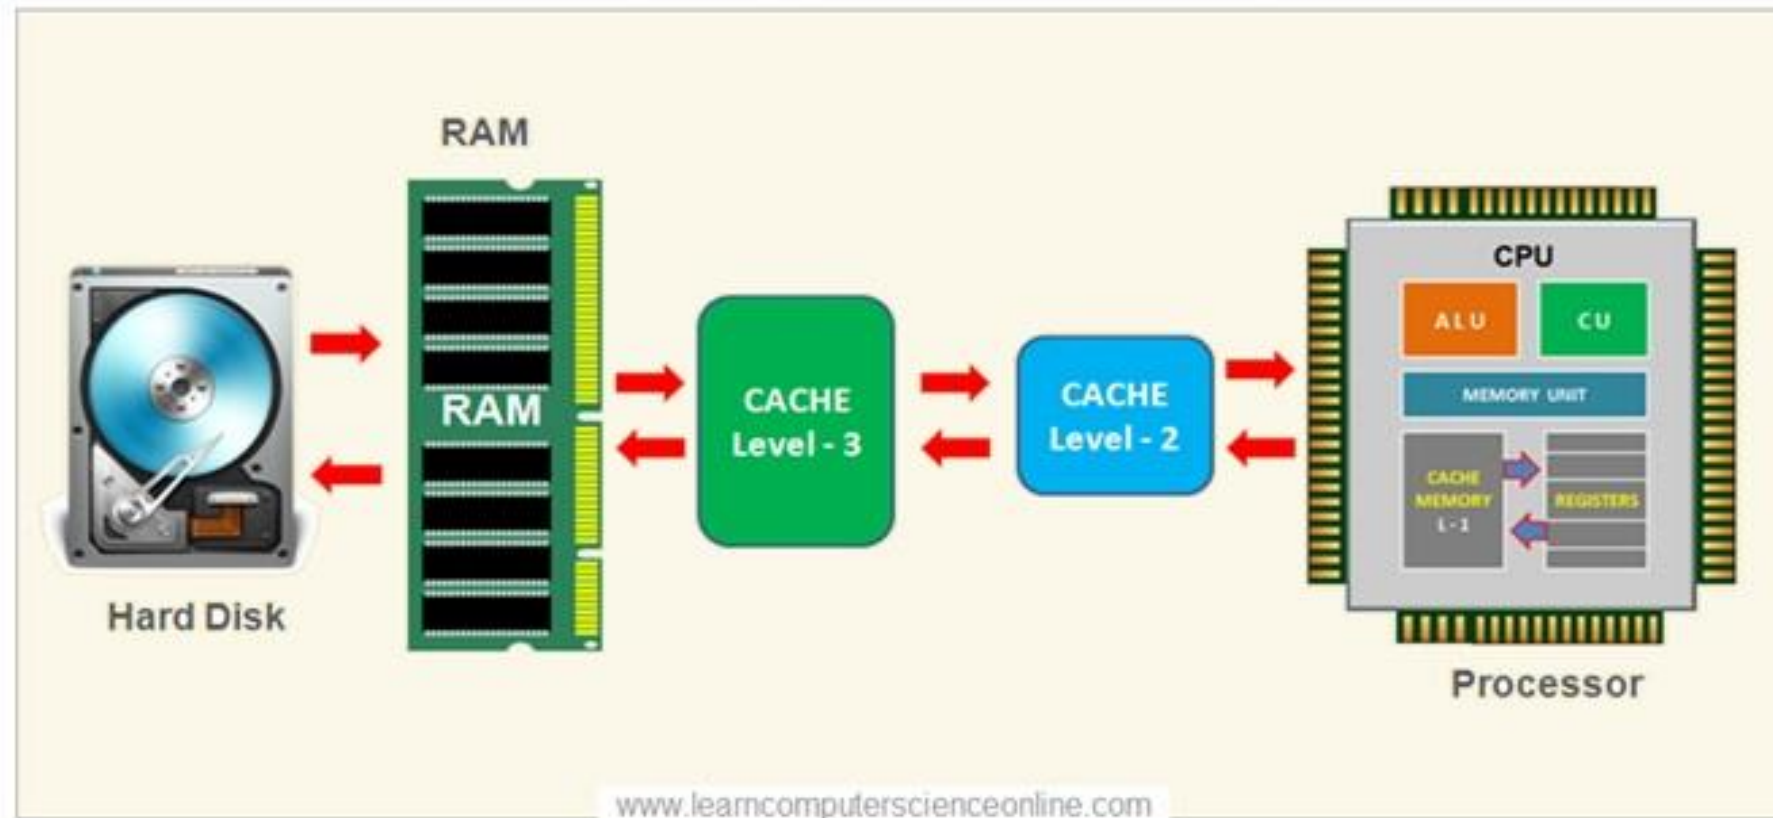 RAM
RAM
Hard Disk
CACHE
Level - 3
CACHE
Level - 2
CPU
ALU
CU
MEMORY UNIT
CACHE
MEMORY
L - 1
REGISTERS
Processor
www.learncomputerscienceonline.com